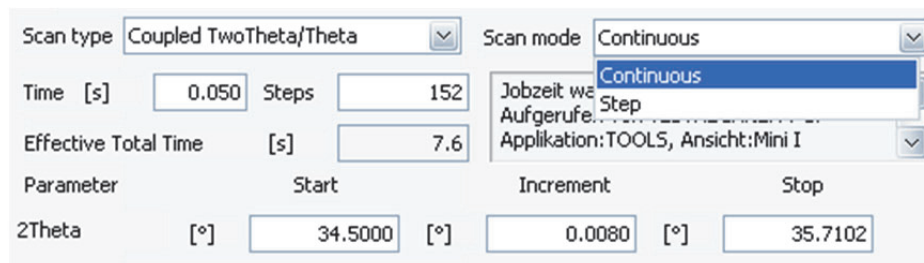 Scan type Coupled TwoTheta/Theta Scan mode Continuous
Continuous
Step
Time [s] 0.050 Steps 152
Jobzeit wa
Applikation:TOOLS, Ansicht:Mini I
Effective Total Time [s] 7.6
Parameter Start Increment Stop
2Theta [°] 34.5000 [°] 0.0080 [°] 35.7102